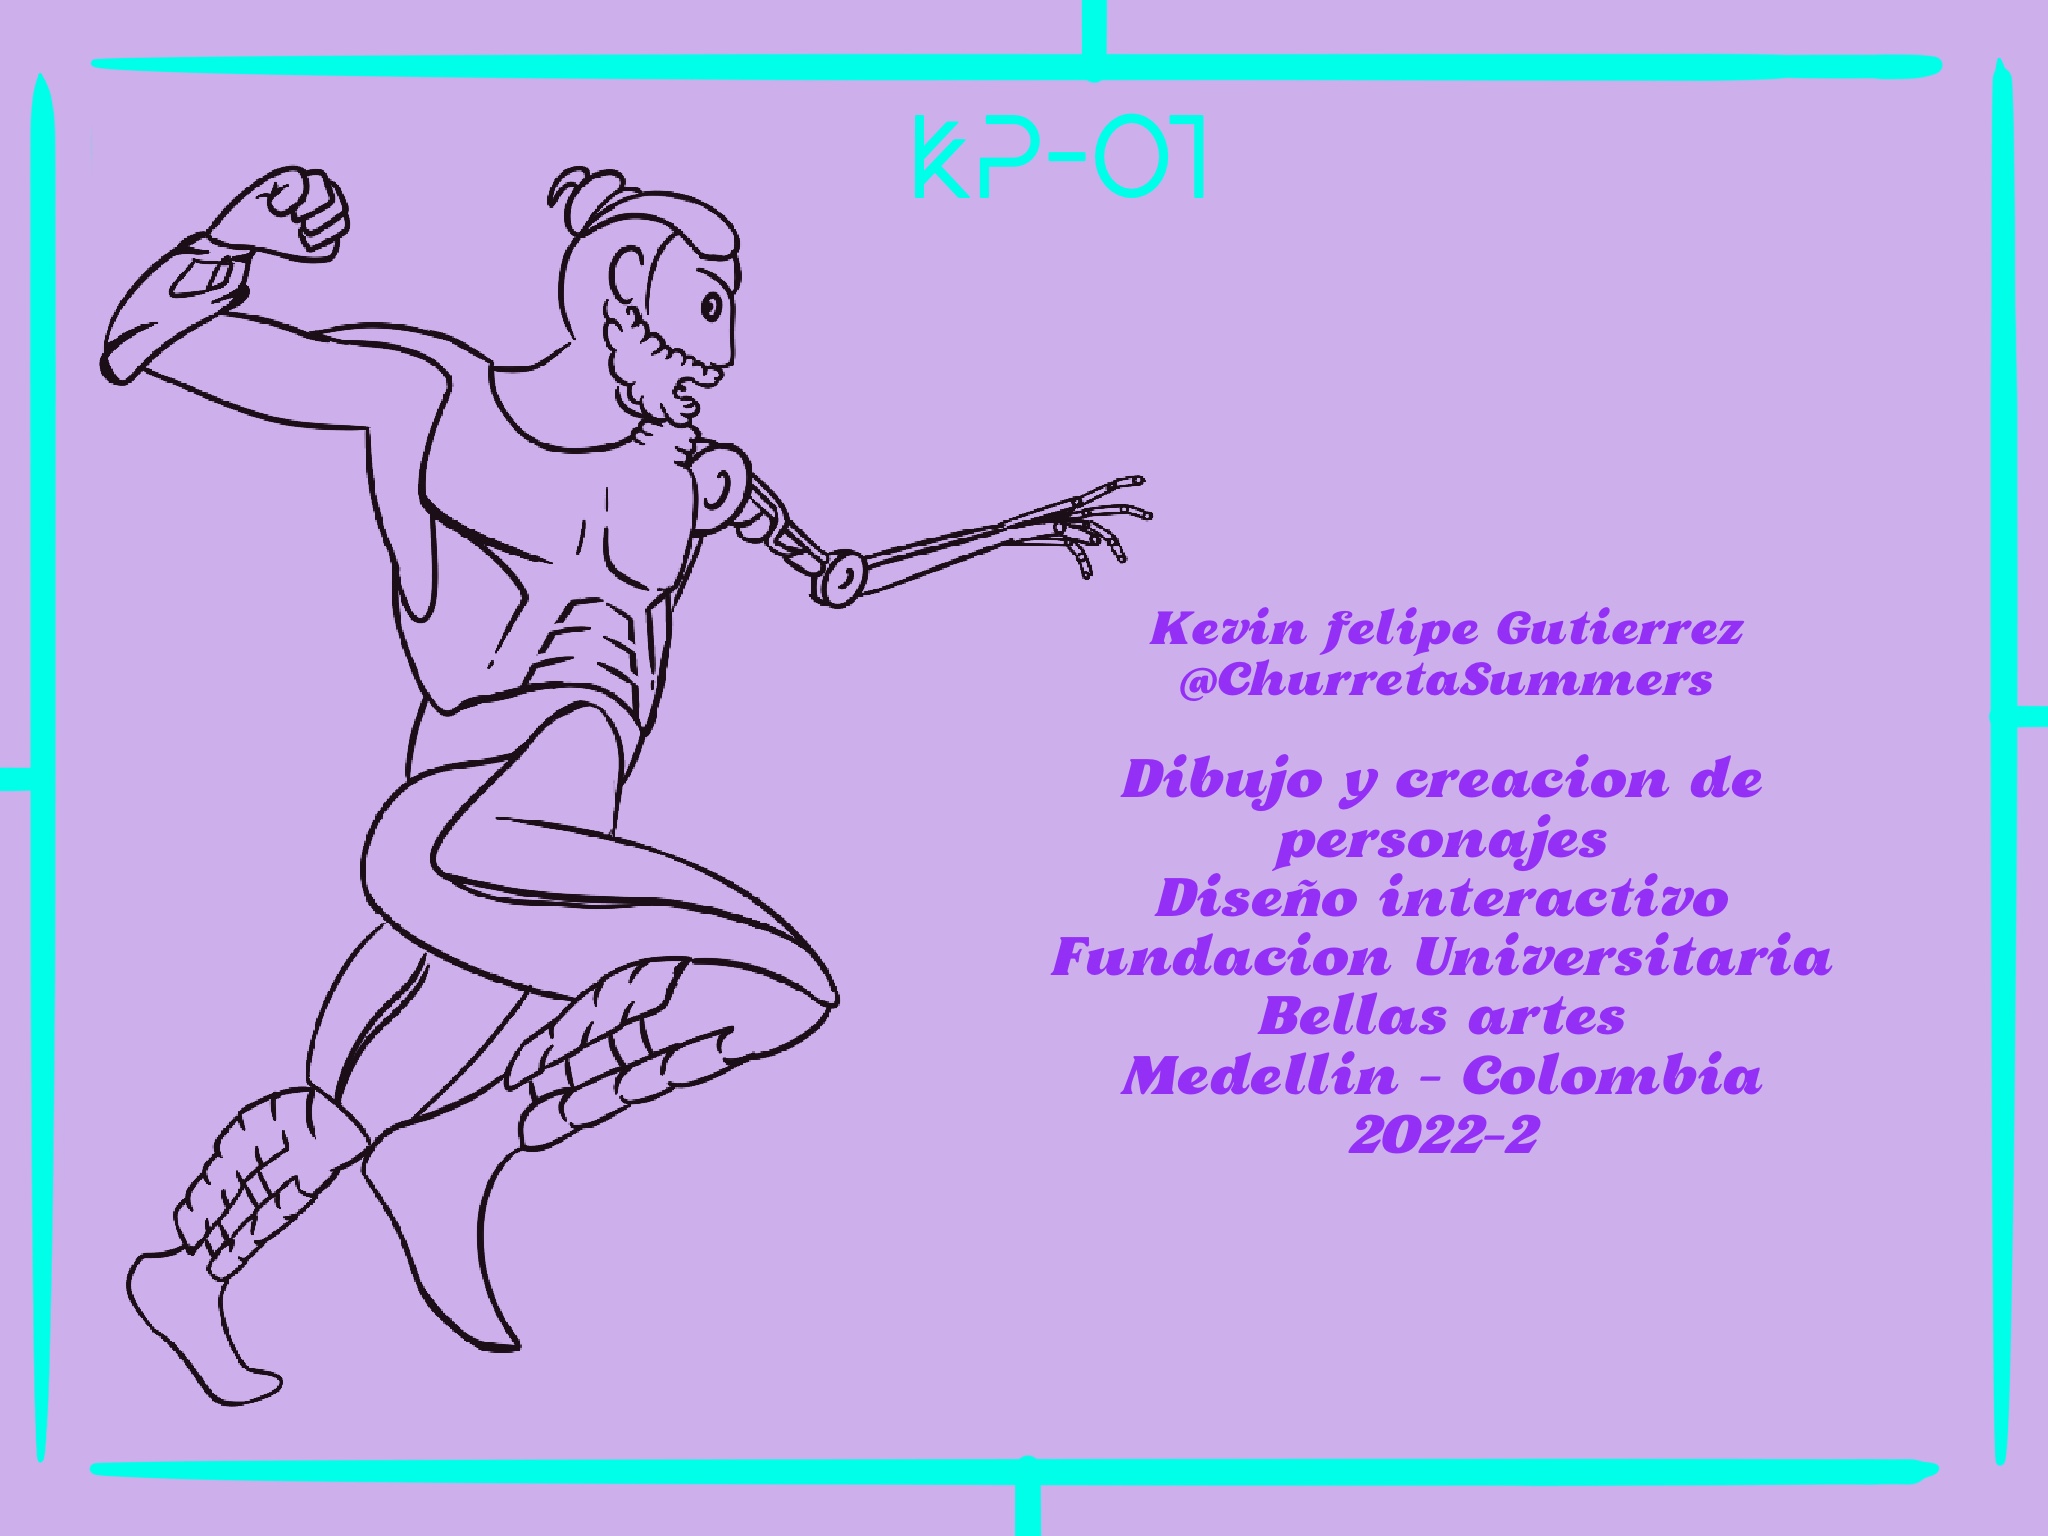 KP-01
Kevin felipe Gutierrez
@ChurretaSummers
Dibujo y creacion de
personajes
Diseño interactivo
Fundacion Universitaria
Bellas artes
Medellin - Colombia
2022-2